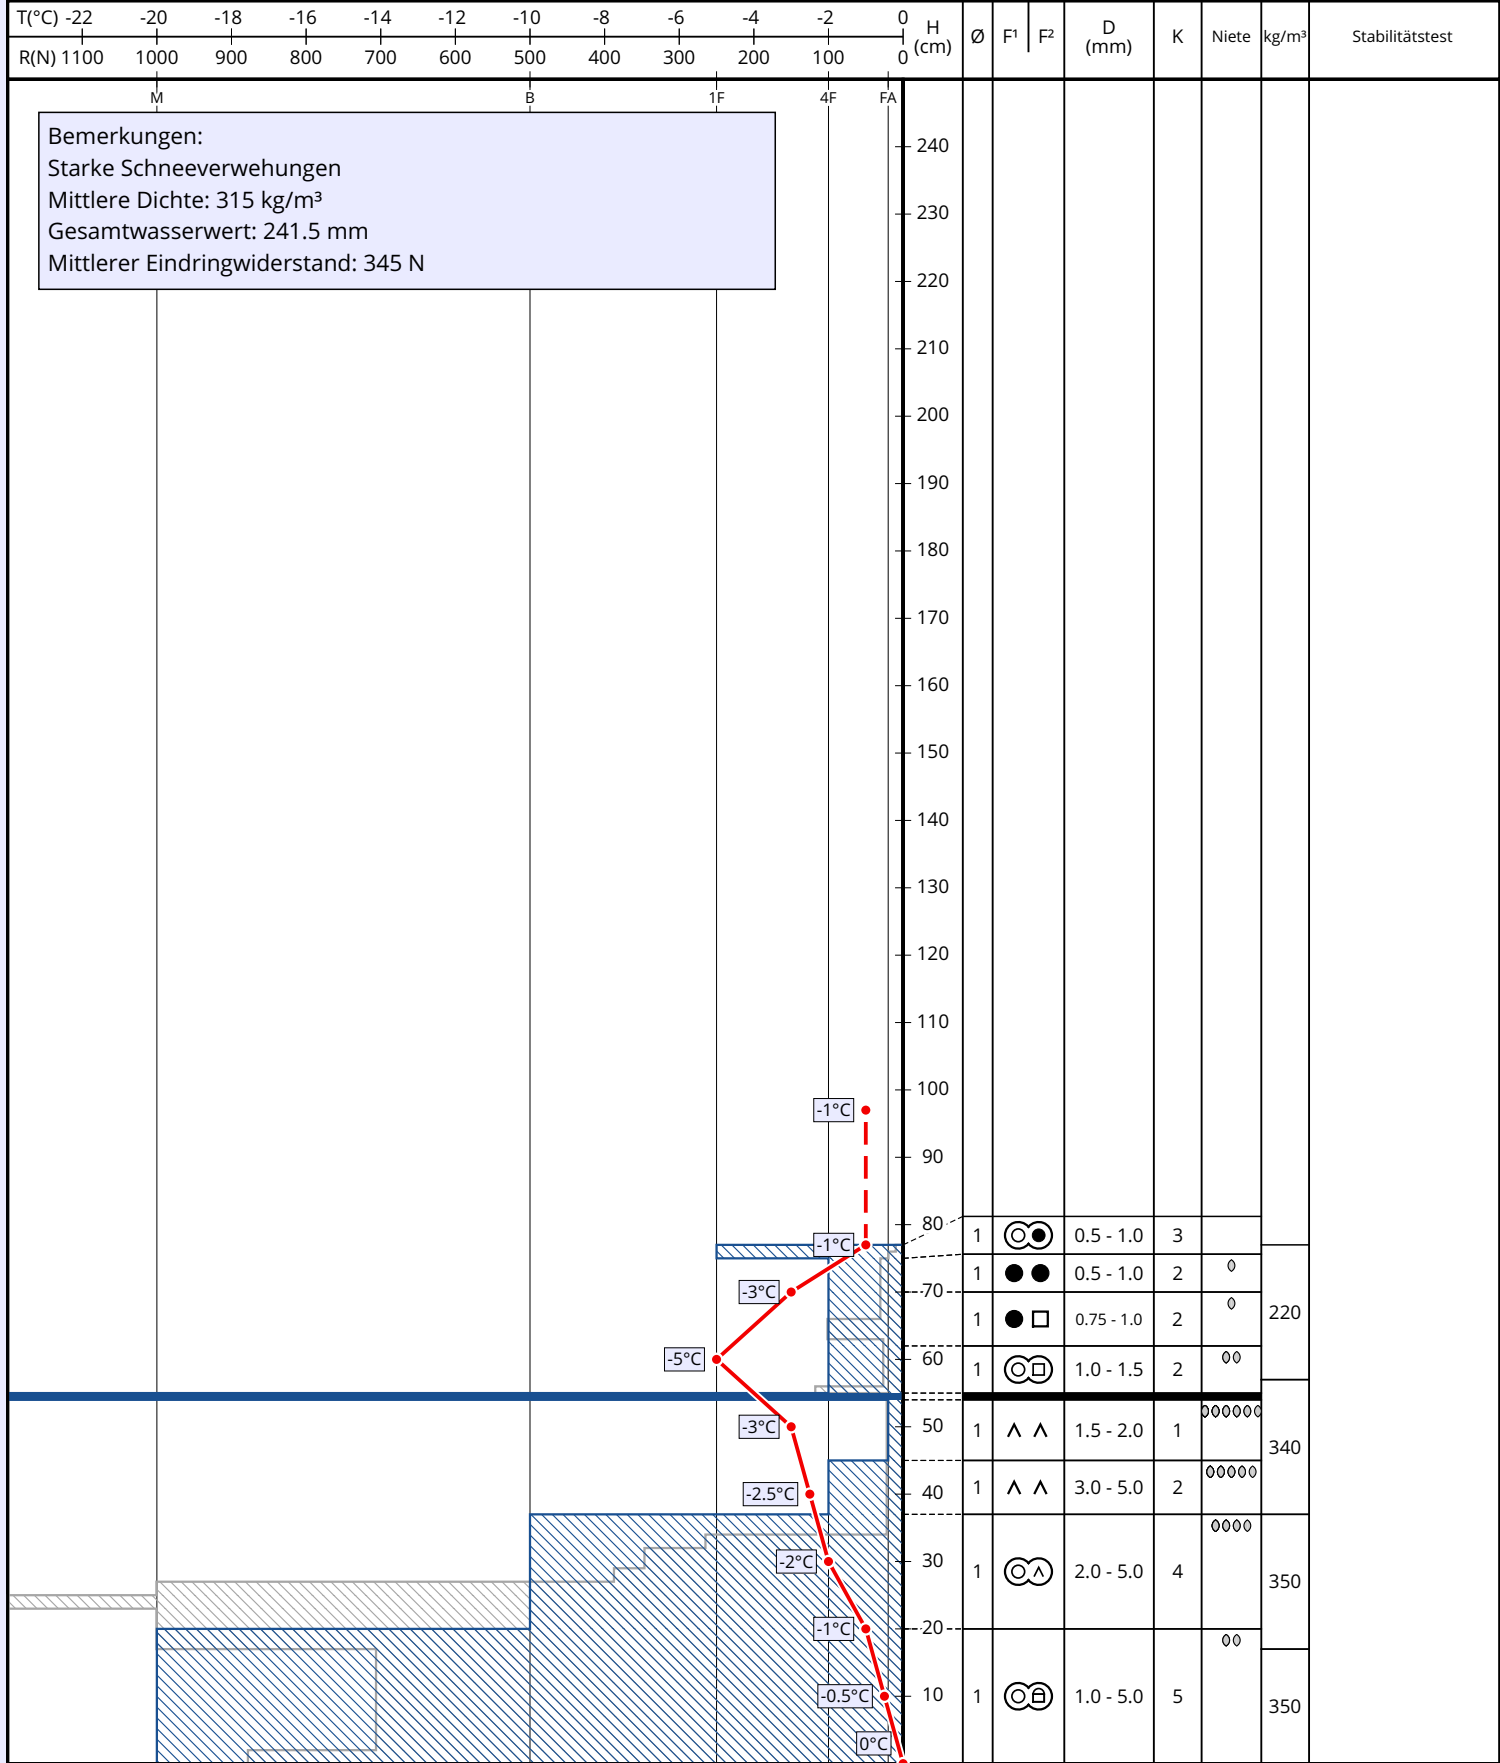 T(°C) -22 -20 -18 -16 -14 -12 -10 -8 -6 -4 -2 0
R(N) 1100 1000 900 800 700 600 500 400 300 200 100 0
H (cm) Ø F¹ F² D (mm) K Niete kg/m³ Stabilitätstest
M B 1F 4F FA
Bemerkungen:
Starke Schneeverwehungen
Mittlere Dichte: 315 kg/m³
Gesamtwasserwert: 241.5 mm
Mittlerer Eindringwiderstand: 345 N
240
230
220
210
200
190
180
170
160
150
140
130
120
110
100
-1°C
90
80
1 0.5 - 1.0 3
-1°C
1 0.5 - 1.0 2
-3°C 70
1 0.75 - 1.0 2 220
-5°C 60
1 1.0 - 1.5 2
-3°C 50
1 1.5 - 2.0 1
340
-2.5°C 40
1 3.0 - 5.0 2
-2°C 30
1 2.0 - 5.0 4
350
-1°C 20
-0.5°C 10
1 1.0 - 5.0 5
350
0°C